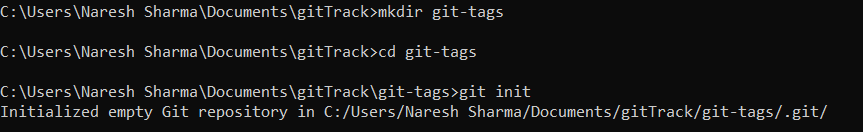 C:\Users\Naresh Sharma\Documents\gitTrack>mkdir git-tags
C:\Users\Naresh Sharma\Documents\gitTrack>cd git-tags
C:\Users\Naresh Sharma\Documents\gitTrack\git-tags>git init
Initialized empty Git repository in C:/Users/Naresh Sharma/Documents/gitTrack/git-tags/.git/